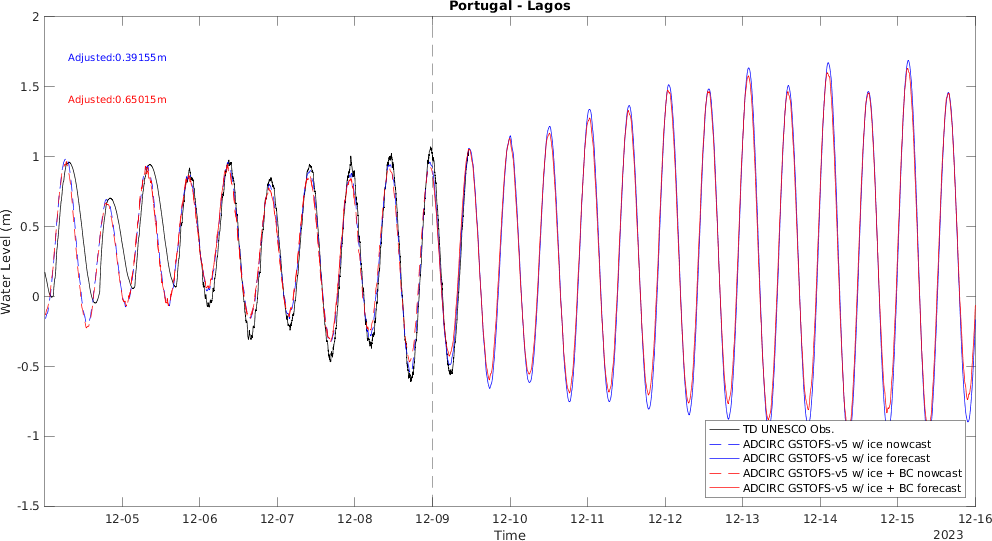 Portugal - Lagos
2
Adjusted:0.39155m
1.5
Adjusted:0.65015m
1
0.5
Water Level (m)
0
-0.5
-1
TD UNESCO Obs.
ADCIRC GSTOFS-v5 w/ ice nowcast
ADCIRC GSTOFS-v5 w/ ice forecast
ADCIRC GSTOFS-v5 w/ ice + BC nowcast
ADCIRC GSTOFS-v5 w/ ice + BC forecast
-1.5
12-05 12-06 12-07 12-08 12-09 12-10 12-11 12-12 12-13 12-14 12-15 12-16
Time
2023